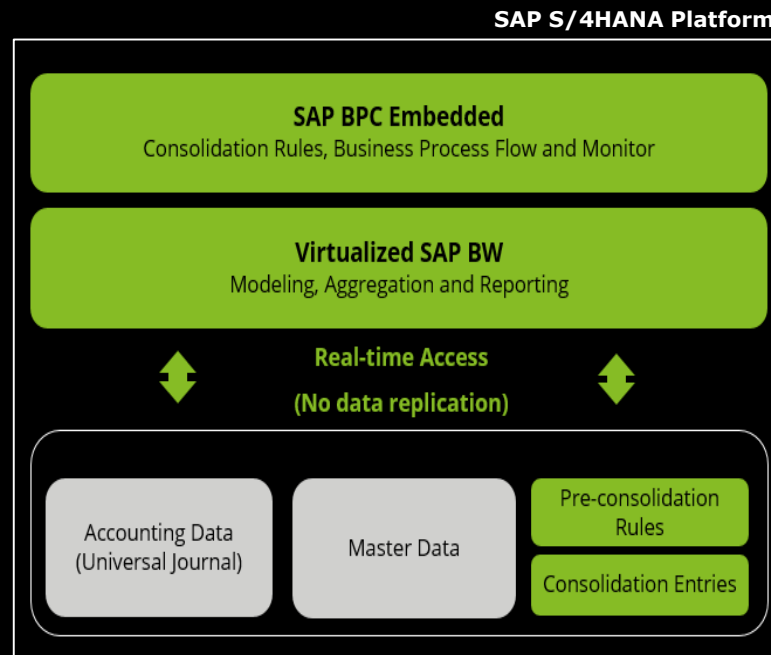 SAP S/4HANA Platform
SAP BPC Embedded
Consolidation Rules, Business Process Flow and Monitor
Virtualized SAP BW
Modeling, Aggregation and Reporting
Real-time Access
(No data replication)
Accounting Data
(Universal Journal)
Master Data
Pre-consolidation
Rules
Consolidation Entries